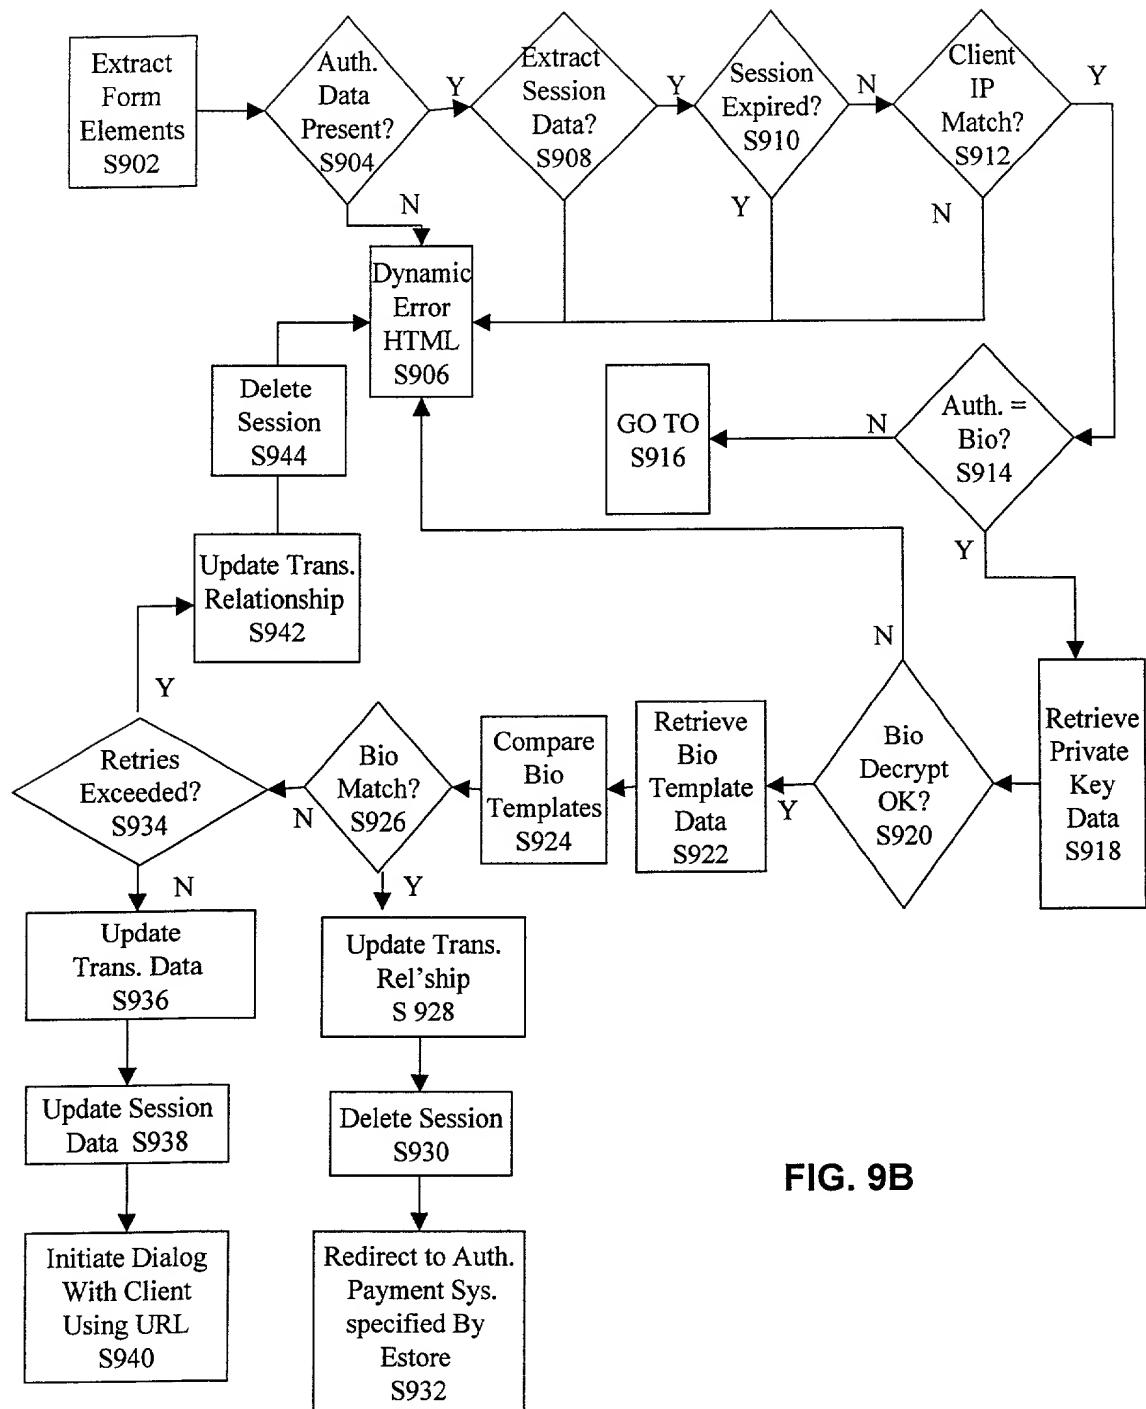 Extract
Form
Elements
S902
Auth.
Data
Present?
S904
Y
N
Extract
Session
Data?
S908
Y
Session
Expired?
S910
N
Y
Client
IP
Match?
S912
Y
N
Dynamic
Error
HTML
S906
Delete
Session
S944
GO TO
S916
N
Auth. =
Bio?
S914
Y
Update Trans.
Relationship
S942
Y
N
Retries
Exceeded?
S934
N
Bio
Match?
S926
N
Y
Compare
Bio
Templates
S924
Retrieve
Bio
Template
Data
S922
Y
Bio
Decrypt
OK?
S920
Retrieve
Private
Key
Data
S918
Update
Trans. Data
S936
Update Trans.
Rel'ship
S 928
Update Session
Data S938
Delete Session
S930
FIG. 9B
Initiate Dialog
With Client
Using URL
S940
Redirect to Auth.
Payment Sys.
specified By
Estore
S932